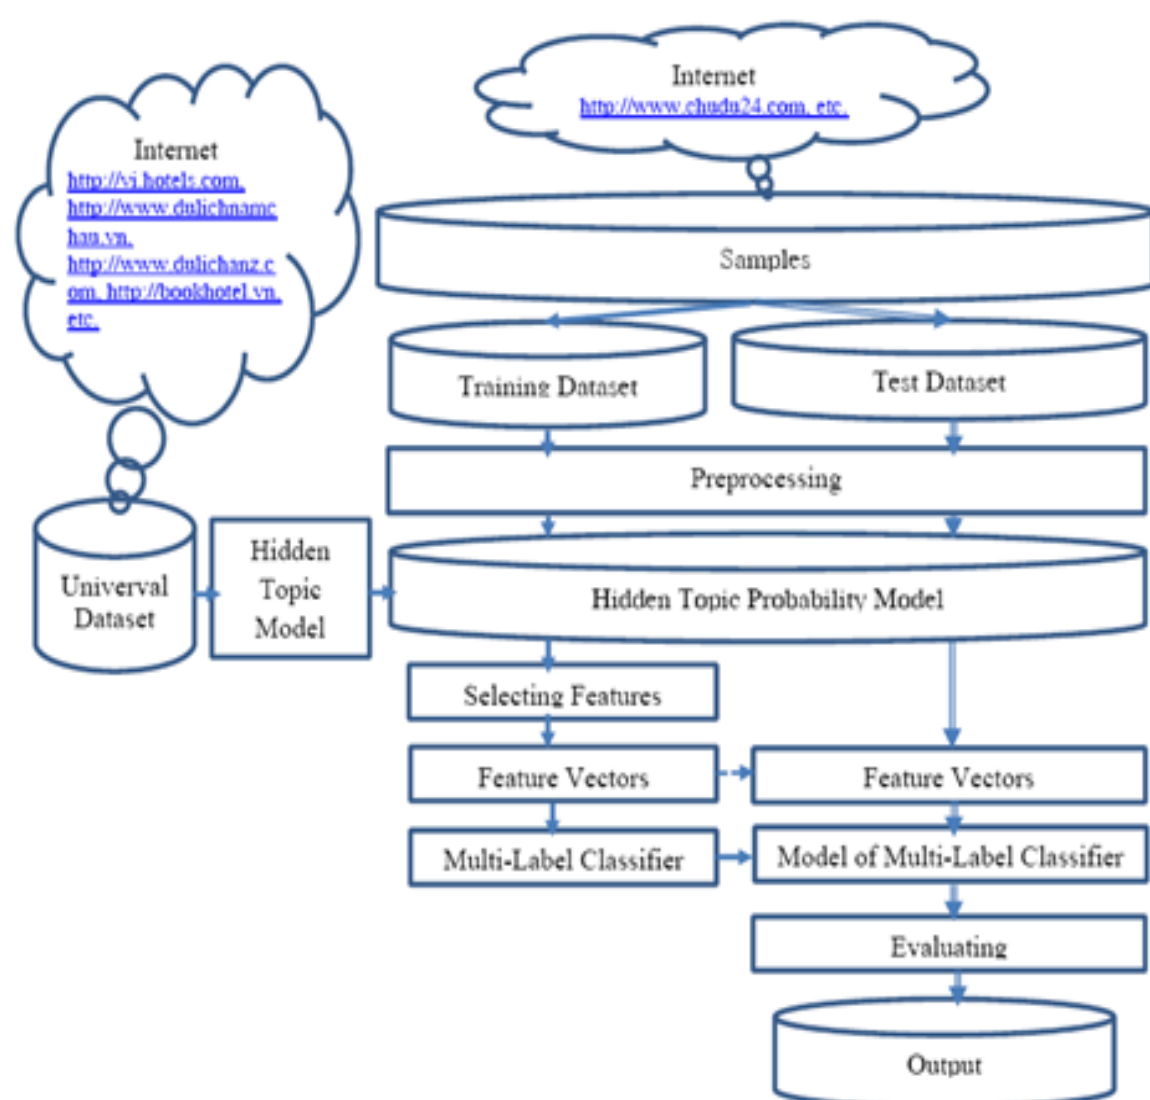 Internet
http://www.chudu24.com, etc.
Internet
http://vi.hotels.com,
http://www.dulichnamc
hau.vn,
http://www.dulichanz.c
om, http://bookhotel.vn,
etc.
Samples
Training Dataset
Test Dataset
Preprocessing
Univerval
Dataset
Hidden
Topic
Model
Hidden Topic Probability Model
Selecting Features
Feature Vectors
Feature Vectors
Multi-Label Classifier
Model of Multi-Label Classifier
Evaluating
Output